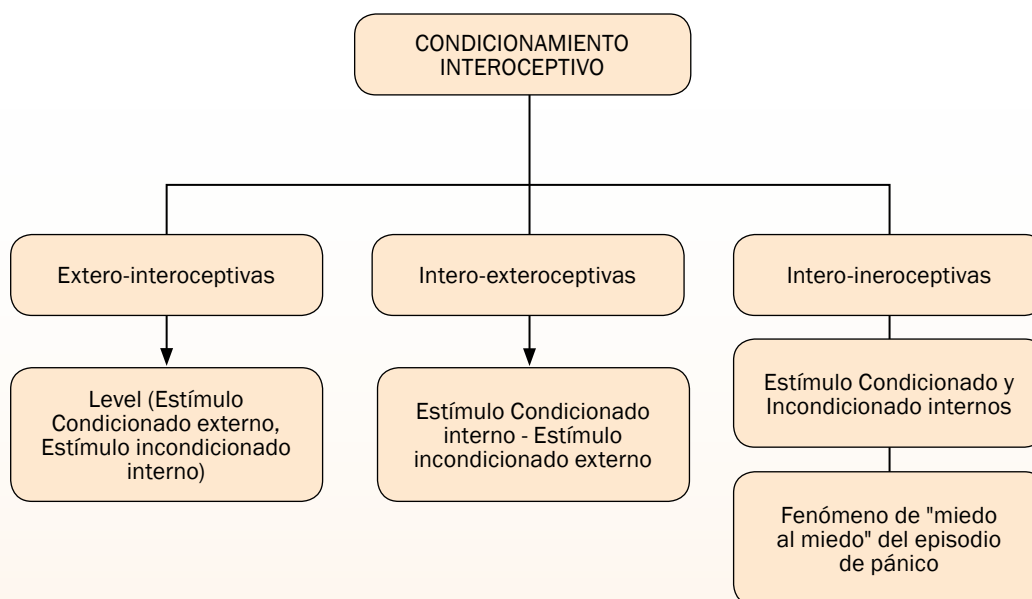 CONDICIONAMIENTO
INTEROCEPTIVO
Extero-interoceptivas
Intero-exteroceptivas
Intero-ineroceptivas
Level (Estímulo
Condicionado externo,
Estímulo incondicionado
interno)
Estímulo Condicionado
interno - Estímulo
incondicionado externo
Estímulo Condicionado y
Incondicionado internos
Fenómeno de "miedo
al miedo" del episodio
de pánico